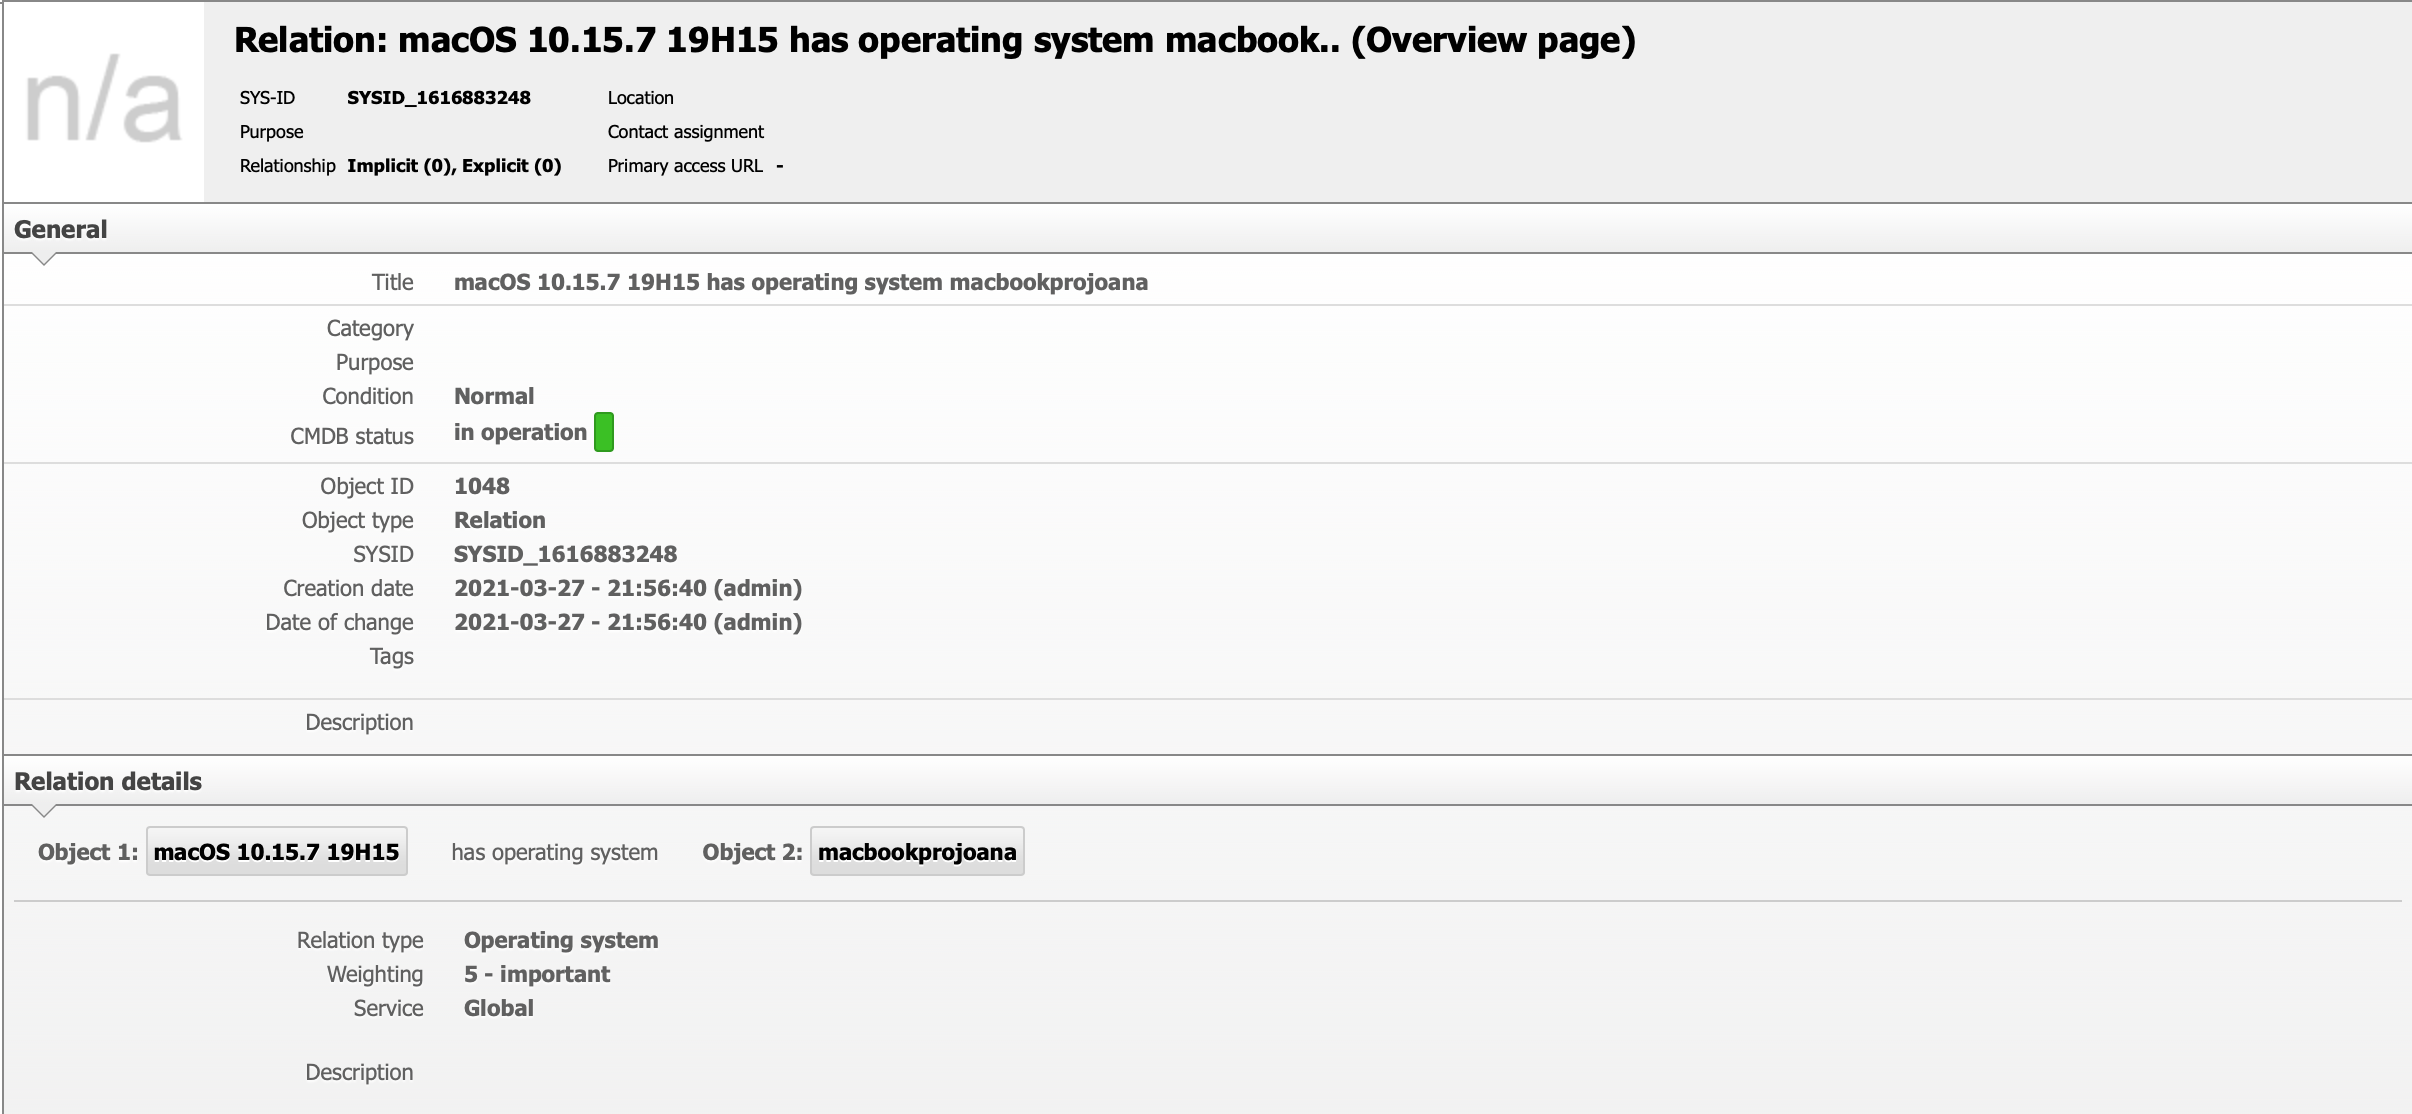 n/a
Relation: macOS 10.15.7 19H15 has operating system macbook.. (Overview page)
SYS-ID SYSID_1616883248 Location
Purpose Contact assignment
Relationship Implicit (0), Explicit (0) Primary access URL -
General
Title macOS 10.15.7 19H15 has operating system macbookprojoana
Category
Purpose
Condition Normal
CMDB status in operation
Object ID 1048
Object type Relation
SYSID SYSID_1616883248
Creation date 2021-03-27 - 21:56:40 (admin)
Date of change 2021-03-27 - 21:56:40 (admin)
Tags
Description
Relation details
Object 1: macOS 10.15.7 19H15 has operating system Object 2: macbookprojoana
Relation type Operating system
Weighting 5 - important
Service Global
Description